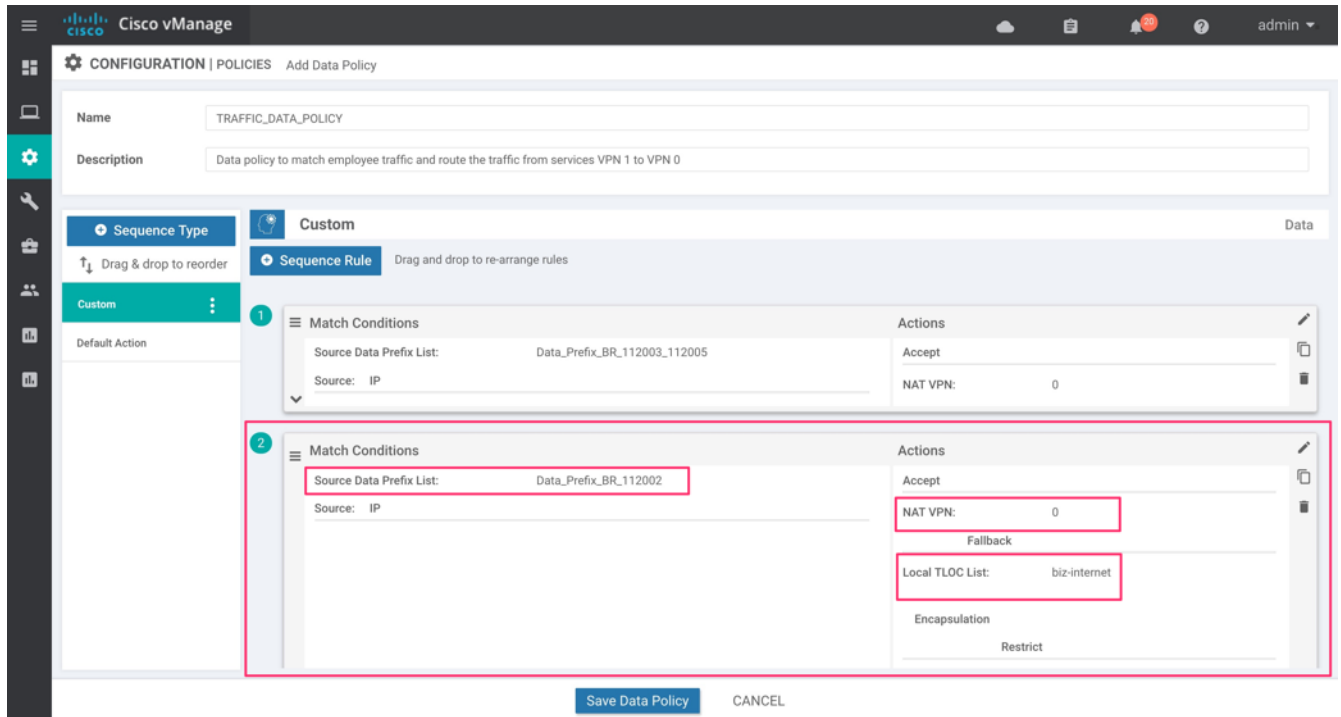 cisco Cisco vManage 20 admin
CONFIGURATION | POLICIES Add Data Policy
Name TRAFFIC_DATA_POLICY
Description Data policy to match employee traffic and route the traffic from services VPN 1 to VPN 0
Sequence Type
Drag & drop to reorder
Custom
Default Action
Custom Data
Sequence Rule Drag and drop to re-arrange rules
1
Match Conditions Actions
Source Data Prefix List: Data_Prefix_BR_112003_112005 Accept
Source: IP NAT VPN: 0
2
Match Conditions Actions
Source Data Prefix List: Data_Prefix_BR_112002 Accept
Source: IP NAT VPN: 0
Fallback
Local TLOC List: biz-internet
Encapsulation
Restrict
Save Data Policy CANCEL